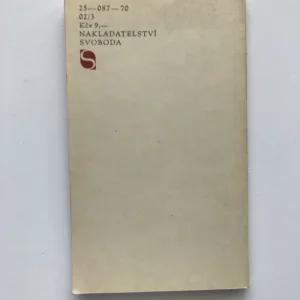 25—087—70
02/3
Kčs 9,—
NAKLADATELSTVÍ
SVOBODA
S